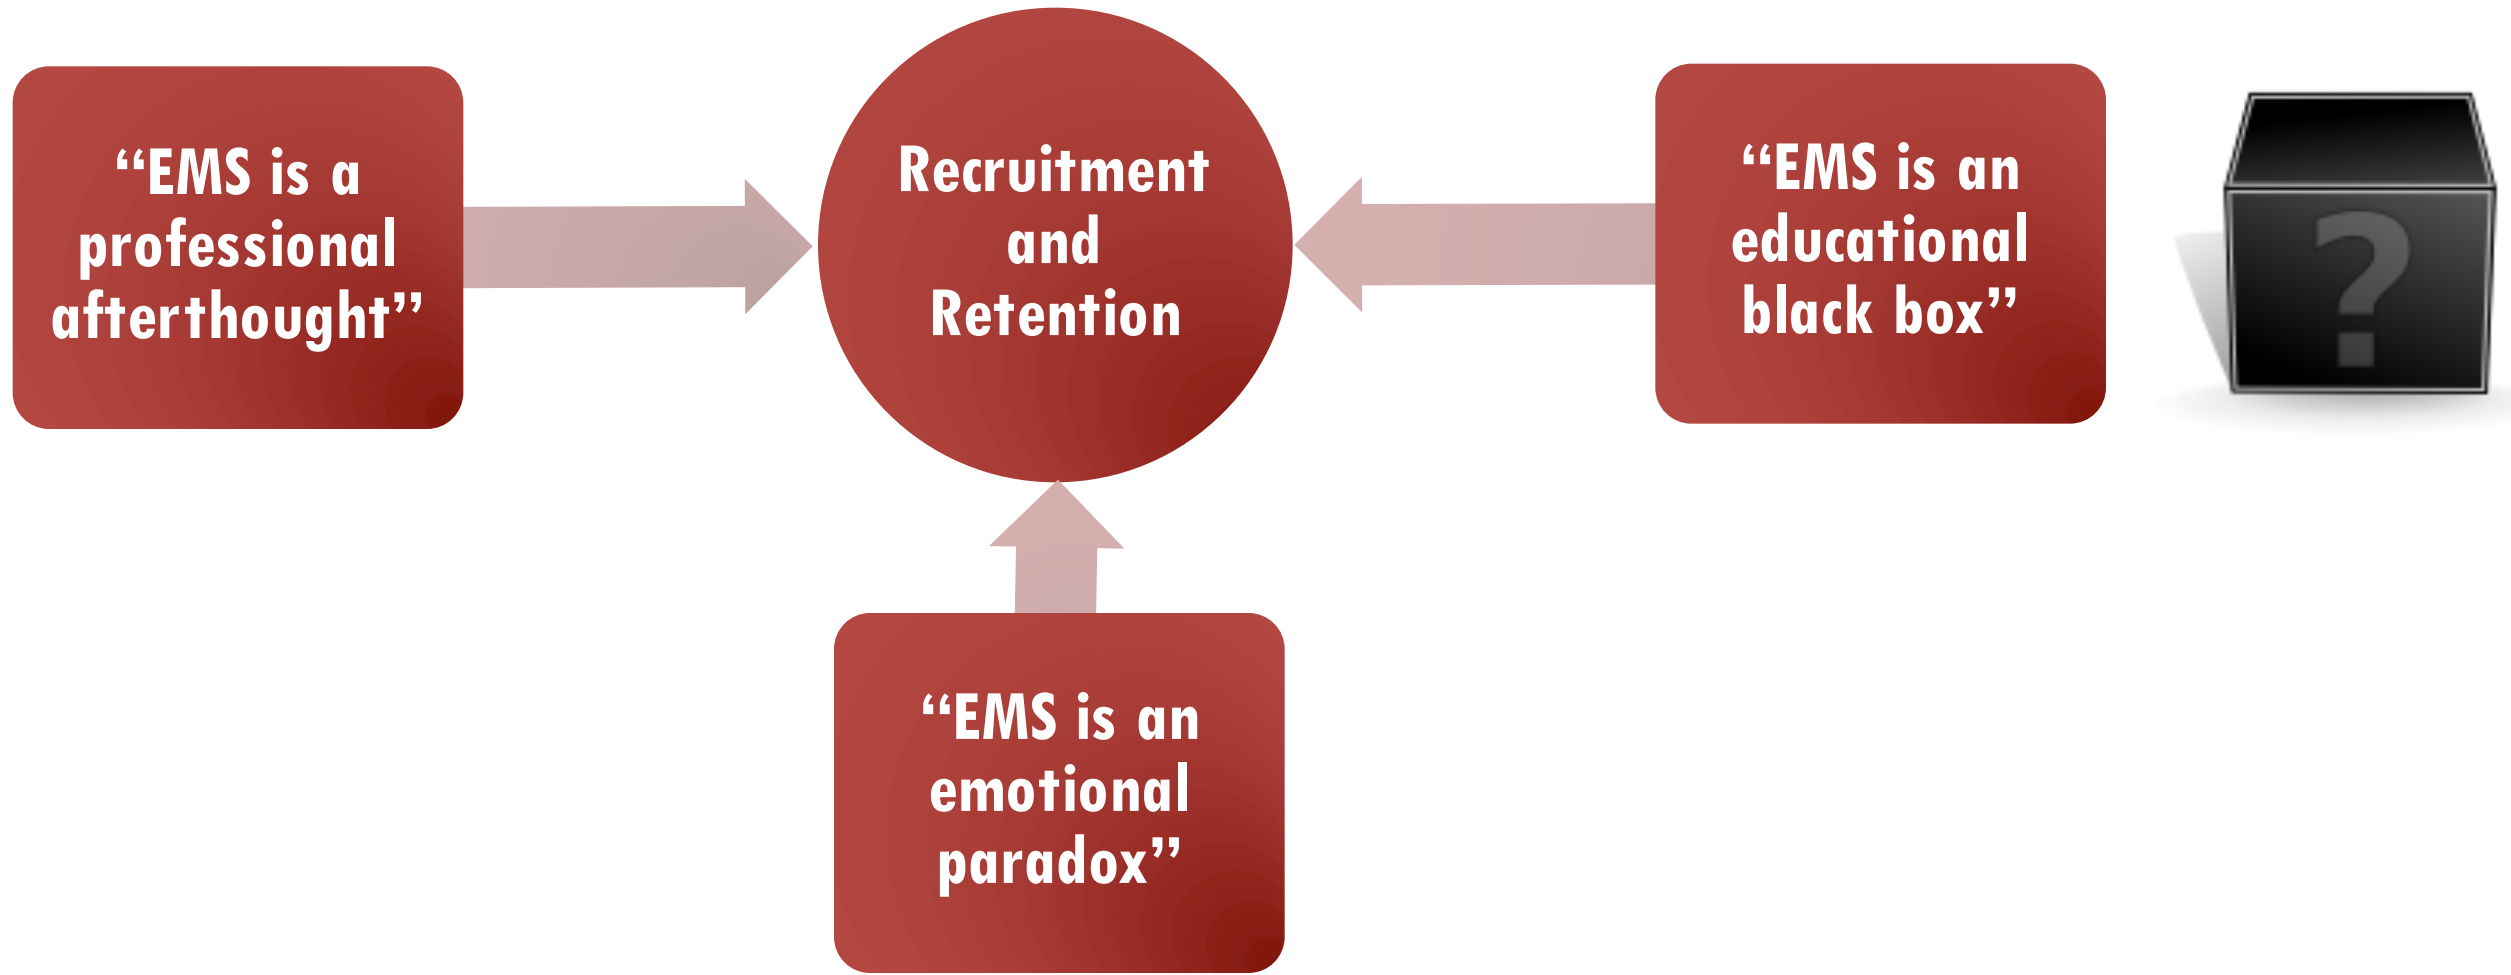 “EMS is a
professional
afterthought”
Recruitment
and
Retention
“EMS is an
educational
black box”
?
“EMS is an
emotional
paradox”